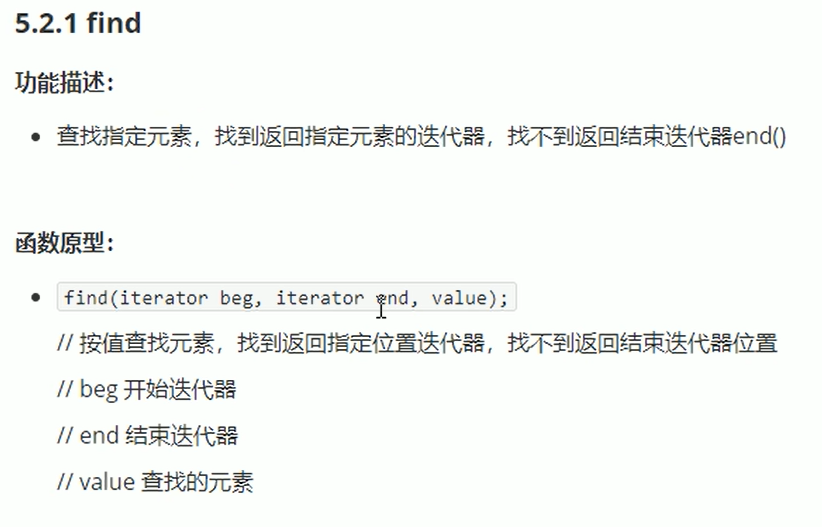 5.2.1 find
功能描述：
查找指定元素，找到返回指定元素的迭代器，找不到返回结束迭代器end()
函数原型：
find(iterator beg, iterator end, value);
// 按值查找元素，找到返回指定位置迭代器，找不到返回结束迭代器位置
// beg 开始迭代器
// end 结束迭代器
// value 查找的元素